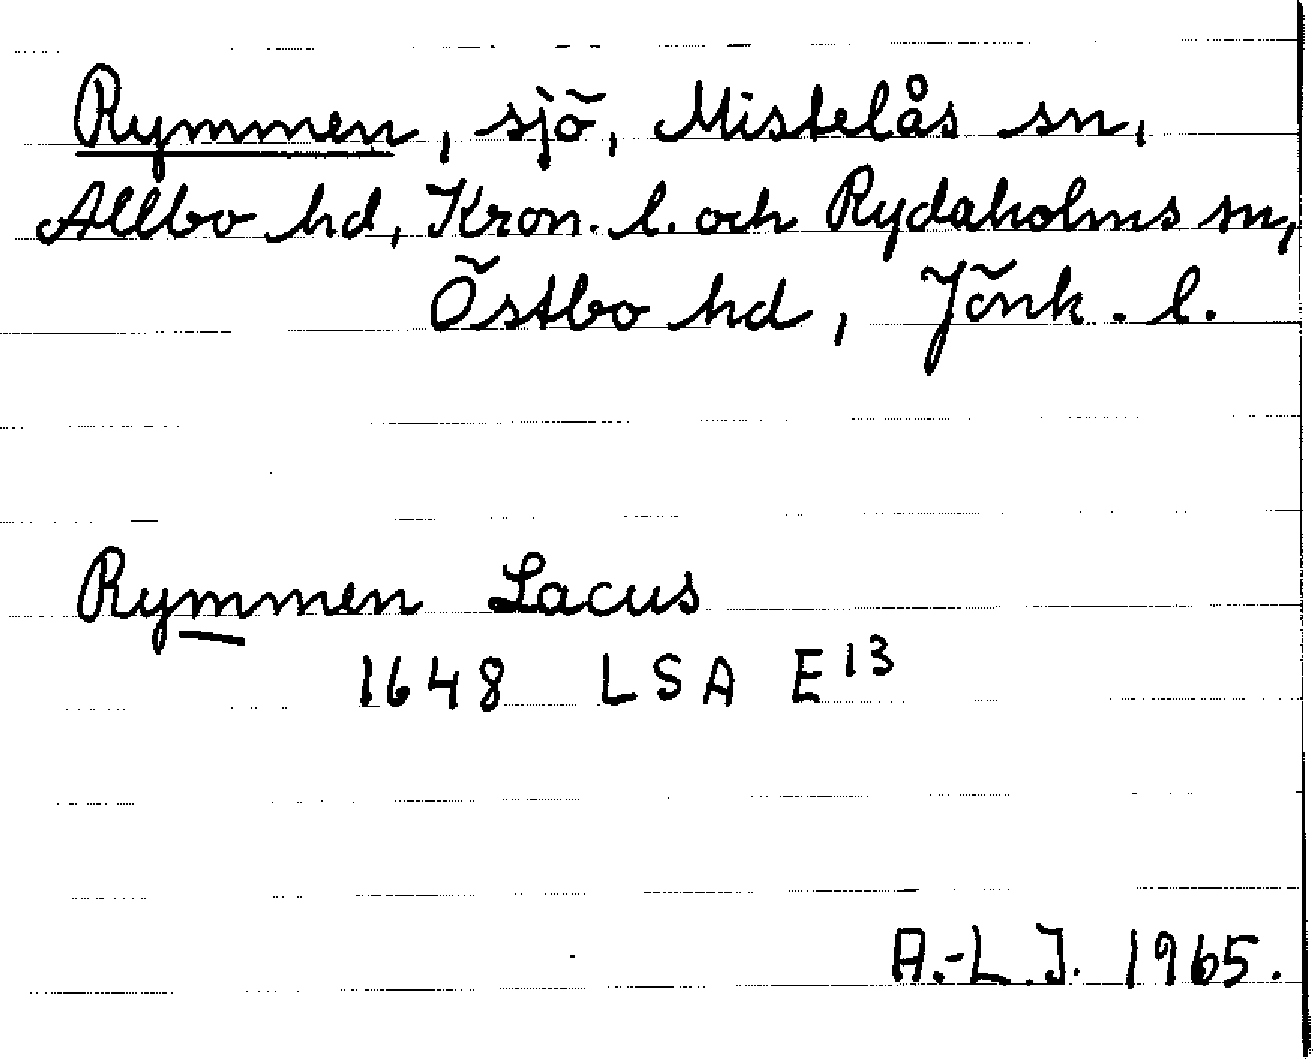 Rymmen, sjö, Mistelås sn,
Allbo hd, Kron. l. och Rydaholms sn,
Östbo hd, Jönk. l.
Rymmen Lacus
1648 LSA E13
A.-L.J. 1965.